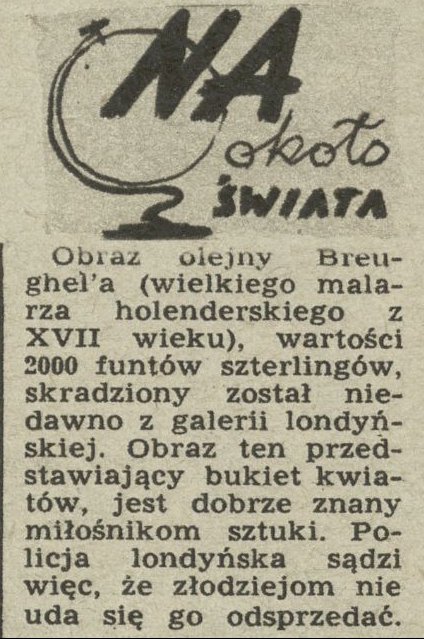 NA
około
ŚWIATA
Obraz olejny Breu-
ghel'a (wielkiego mala-
rza holenderskiego z
XVII wieku), wartości
2000 funtów szterlingów,
skradziony został nie-
dawno z galerii londyń-
skiej. Obraz ten przed-
stawiający bukiet kwia-
tów, jest dobrze znany
miłośnikom sztuki. Po-
licja londyńska sądzi
więc, że złodziejom nie
uda się go odsprzedać.